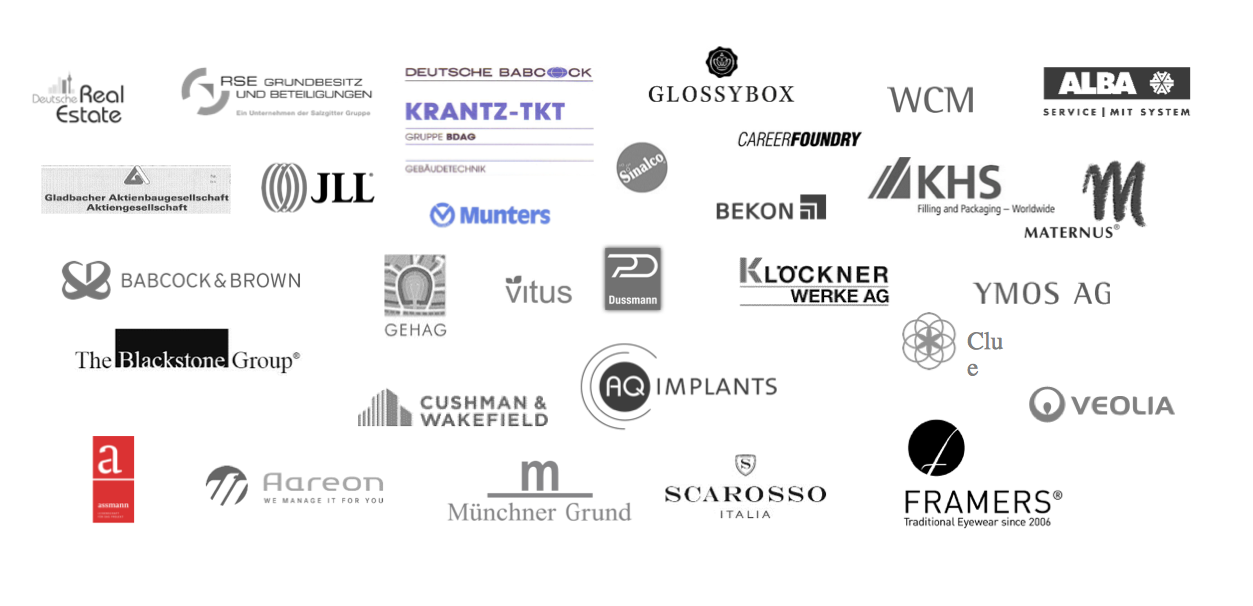 Deutsche Real
Estate
RSE GRUNDBESITZ
UND BETEILIGUNGEN
Ein Unternehmen der Salzgitter Gruppe
DEUTSCHE BABCOCK
KRANTZ-TKT
GRUPPE BDAG
GEBÄUDETECHNIK
GLOSSYBOX
WCM
ALBA
SERVICE | MIT SYSTEM
CAREERFOUNDRY
Sinalco
Gladbacher Aktienbaugesellschaft
Aktiengesellschaft
JLL®
Munters
BEKON
KHS
Filling and Packaging – Worldwide
M
MATERNUS®
BABCOCK & BROWN
GEHAG
vitus
Dussmann
KLÖCKNER
WERKE AG
YMOS AG
The Blackstone Group®
Clu
e
AQ IMPLANTS
CUSHMAN &
WAKEFIELD
VEOLIA
a
assmann
Aareon
WE MANAGE IT FOR YOU
m
Münchner Grund
S
SCAROSSO
ITALIA
f
FRAMERS®
Traditional Eyewear since 2006